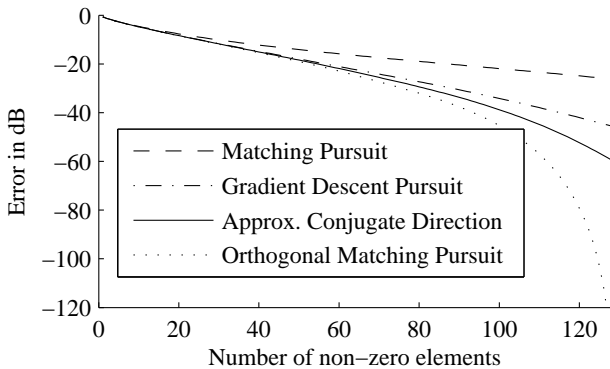 0
−20
−40
−60
−80
−100
−120
Error in dB
Matching Pursuit
Gradient Descent Pursuit
Approx. Conjugate Direction
Orthogonal Matching Pursuit
0 20 40 60 80 100 120
Number of non−zero elements